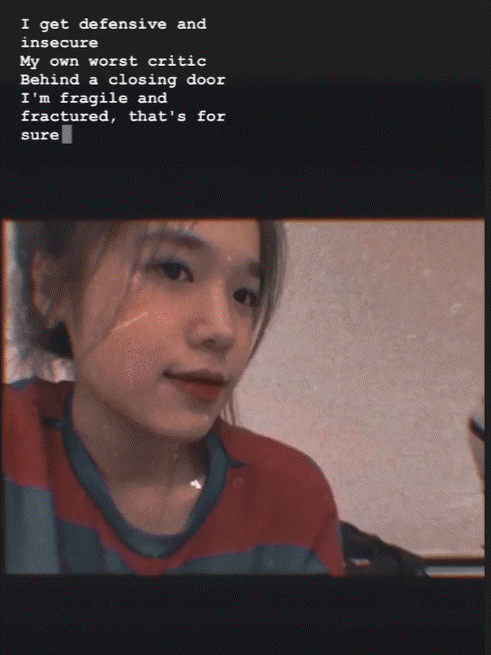 I get defensive and
insecure
My own worst critic
Behind a closing door
I'm fragile and
fractured, that's for
sure